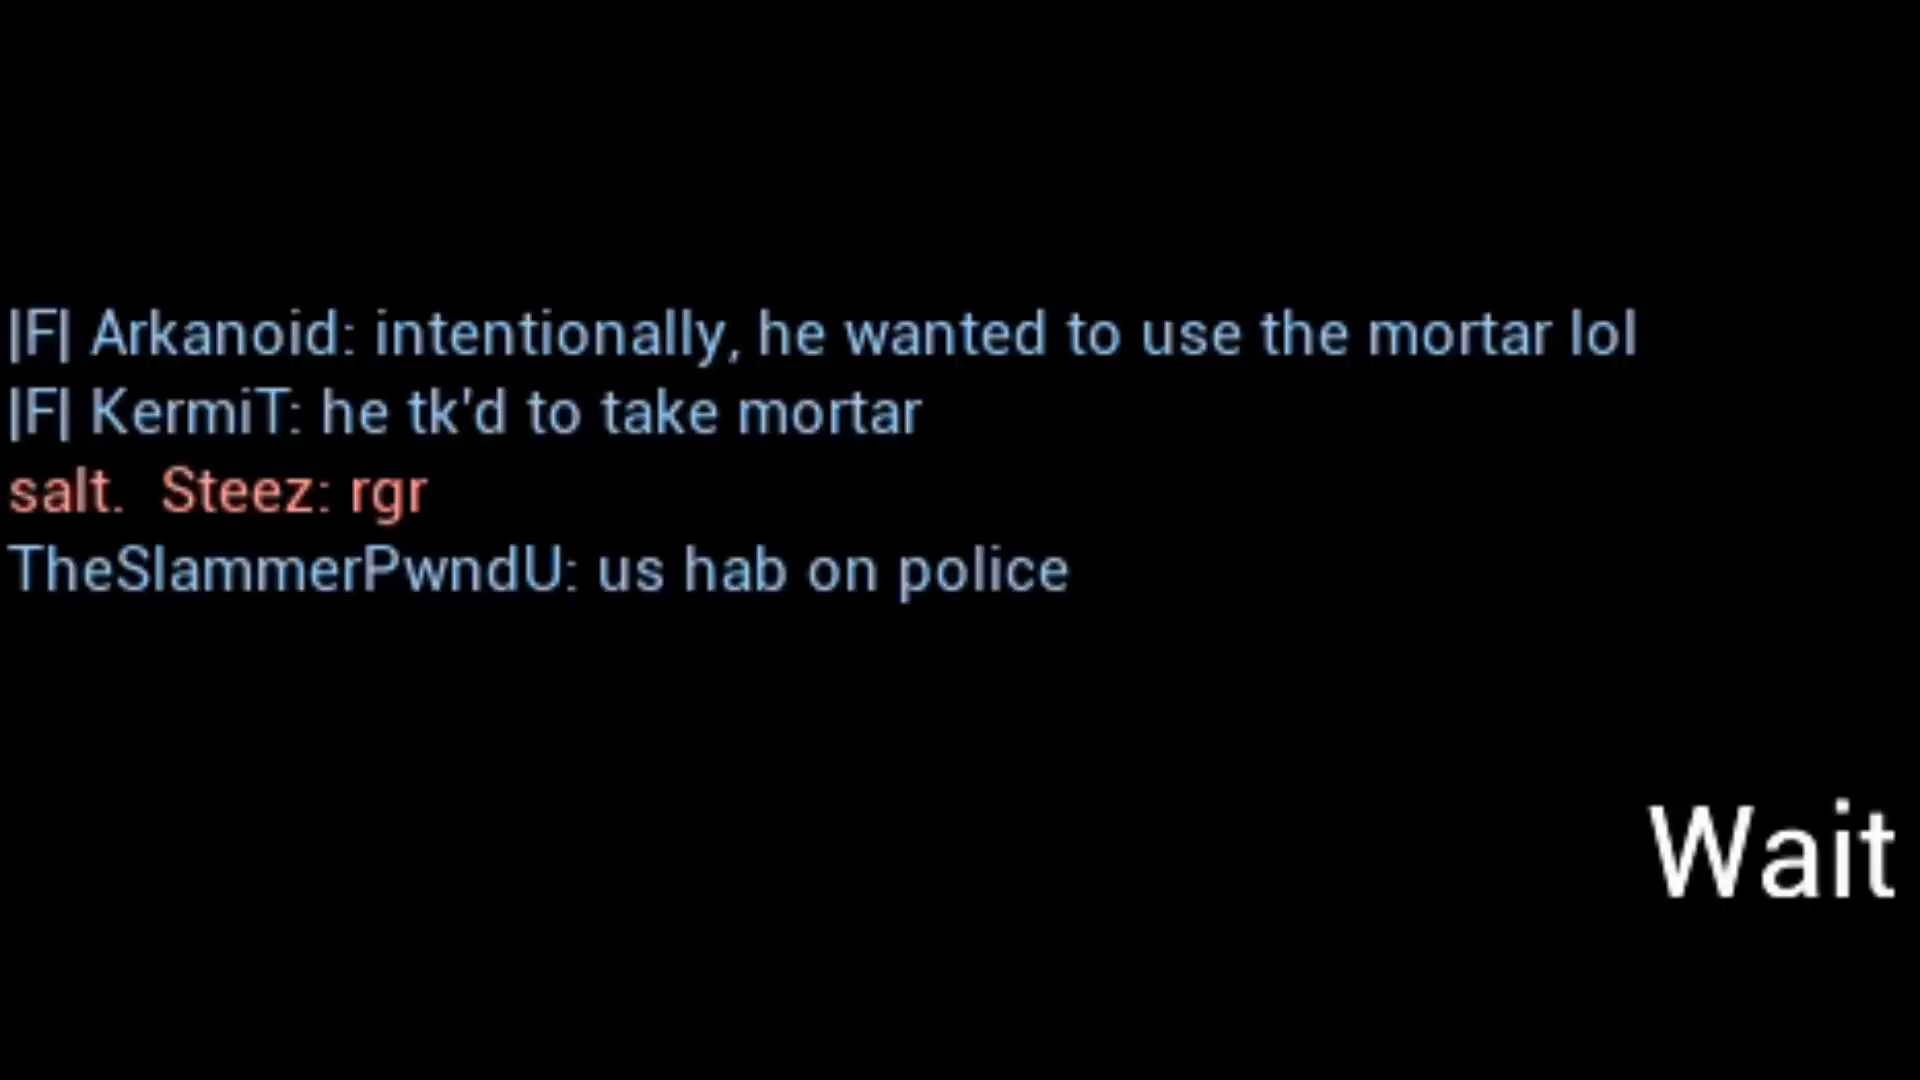 |F| Arkanoid: intentionally, he wanted to use the mortar lol
|F| KermiT: he tk'd to take mortar
salt.  Steez: rgr
TheSlammerPwndU: us hab on police
Wait